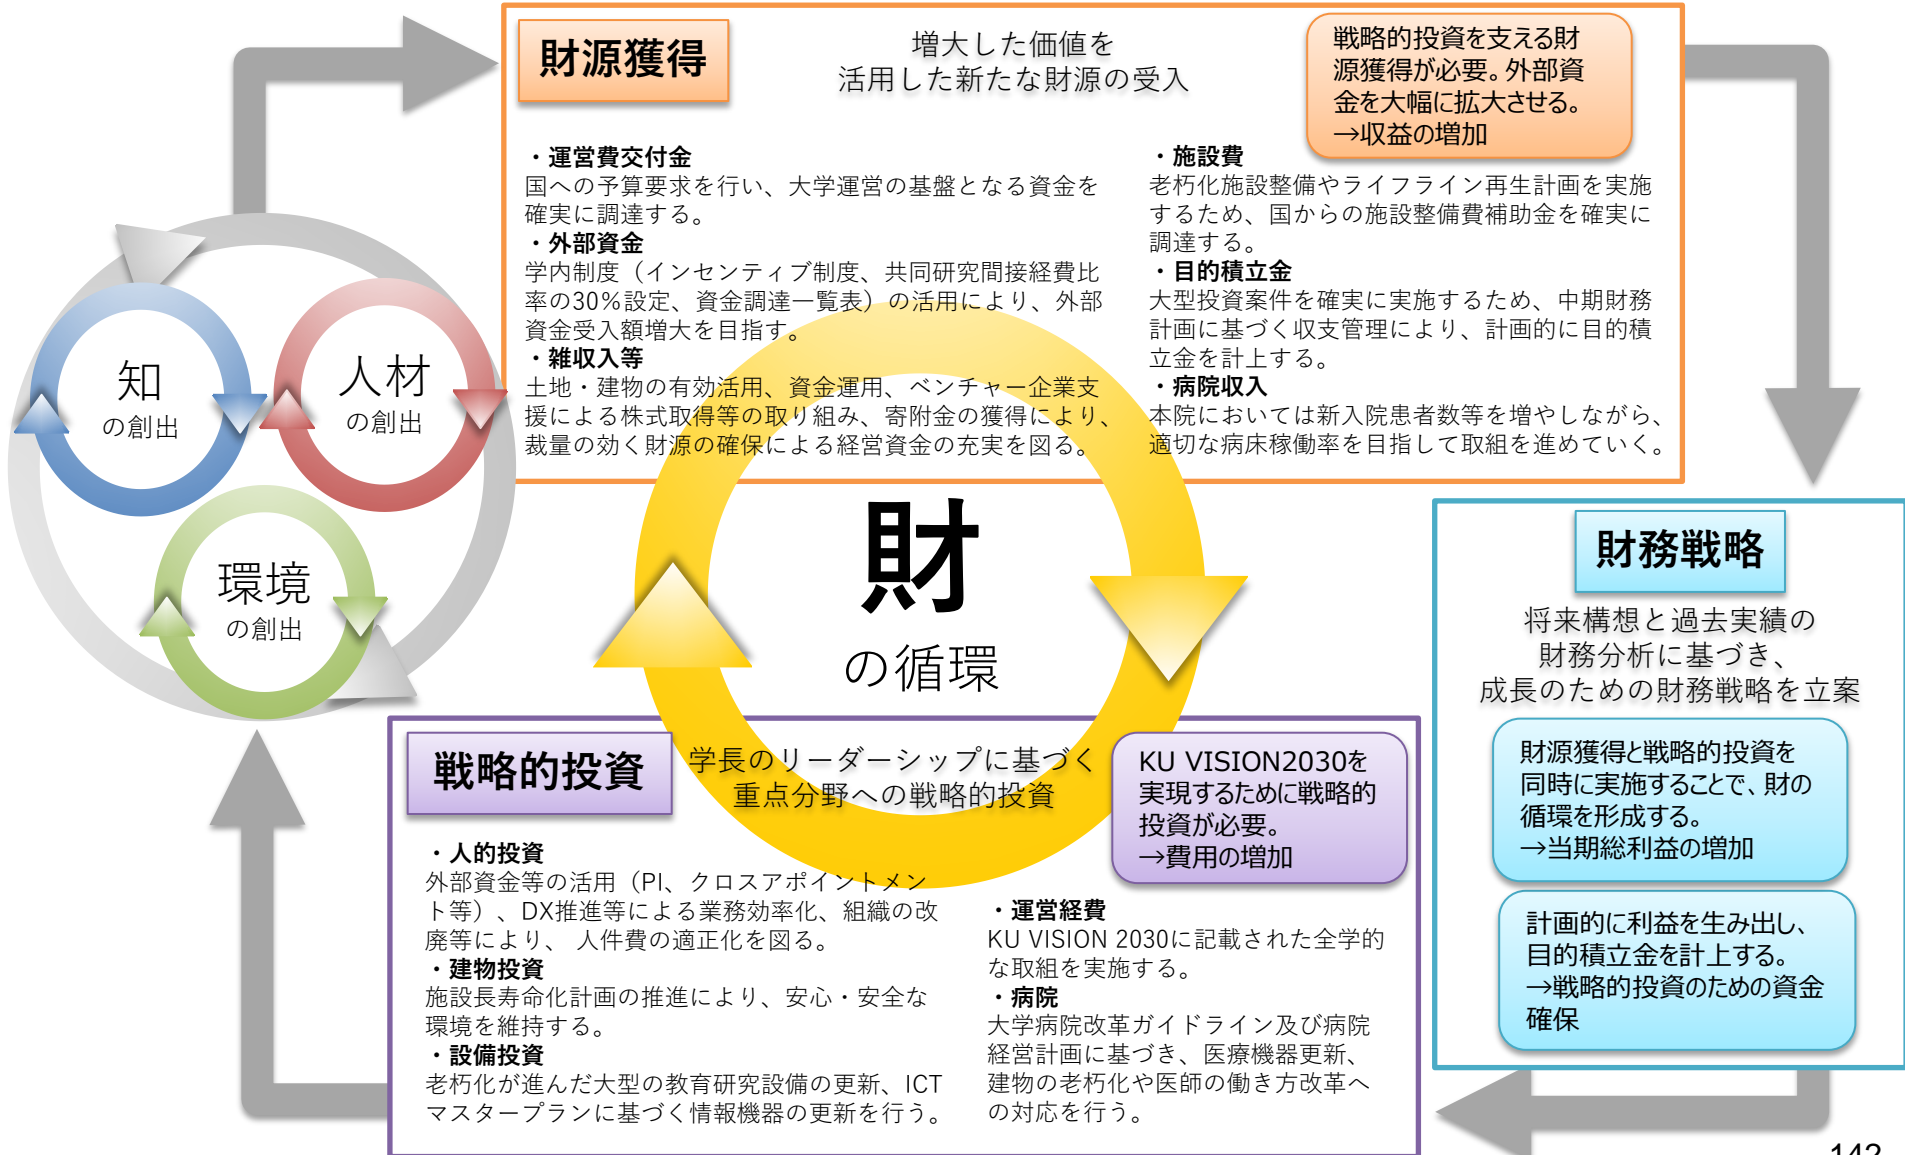 財源獲得
増大した価値を
活用した新たな財源の受入
戦略的投資を支える財
源獲得が必要。外部資
金を大幅に拡大させる。
→収益の増加
・運営費交付金
国への予算要求を行い、大学運営の基盤となる資金を
確実に調達する。
・外部資金
学内制度（インセンティブ制度、共同研究間接経費比
率の30％設定、資金調達一覧表）の活用により、外部
資金受入額増大を目指す。
・雑収入等
土地・建物の有効活用、資金運用、ベンチャー企業支
援による株式取得等の取り組み、寄附金の獲得により、
裁量の効く財源の確保による経営資金の充実を図る。
・施設費
老朽化施設整備やライフライン再生計画を実施
するため、国からの施設整備費補助金を確実に
調達する。
・目的積立金
大型投資案件を確実に実施するため、中期財務
計画に基づく収支管理により、計画的に目的積
立金を計上する。
・病院収入
本院においては新入院患者数等を増やしながら、
適切な病床稼働率を目指して取組を進めていく。
知
の創出
人材
の創出
環境
の創出
財
の循環
財務戦略
将来構想と過去実績の
財務分析に基づき、
成長のための財務戦略を立案
財源獲得と戦略的投資を
同時に実施することで、財の
循環を形成する。
→当期総利益の増加
計画的に利益を生み出し、
目的積立金を計上する。
→戦略的投資のための資金
確保
戦略的投資
学長のリーダーシップに基づく
重点分野への戦略的投資
KU VISION2030を
実現するために戦略的
投資が必要。
→費用の増加
・人的投資
外部資金等の活用（PI、クロスアポイントメン
ト等）、DX推進等による業務効率化、組織の改
廃等により、 人件費の適正化を図る。
・建物投資
施設長寿命化計画の推進により、安心・安全な
環境を維持する。
・設備投資
老朽化が進んだ大型の教育研究設備の更新、ICT
マスタープランに基づく情報機器の更新を行う。
・運営経費
KU VISION 2030に記載された全学的
な取組を実施する。
・病院
大学病院改革ガイドライン及び病院
経営計画に基づき、医療機器更新、
建物の老朽化や医師の働き方改革へ
の対応を行う。
142